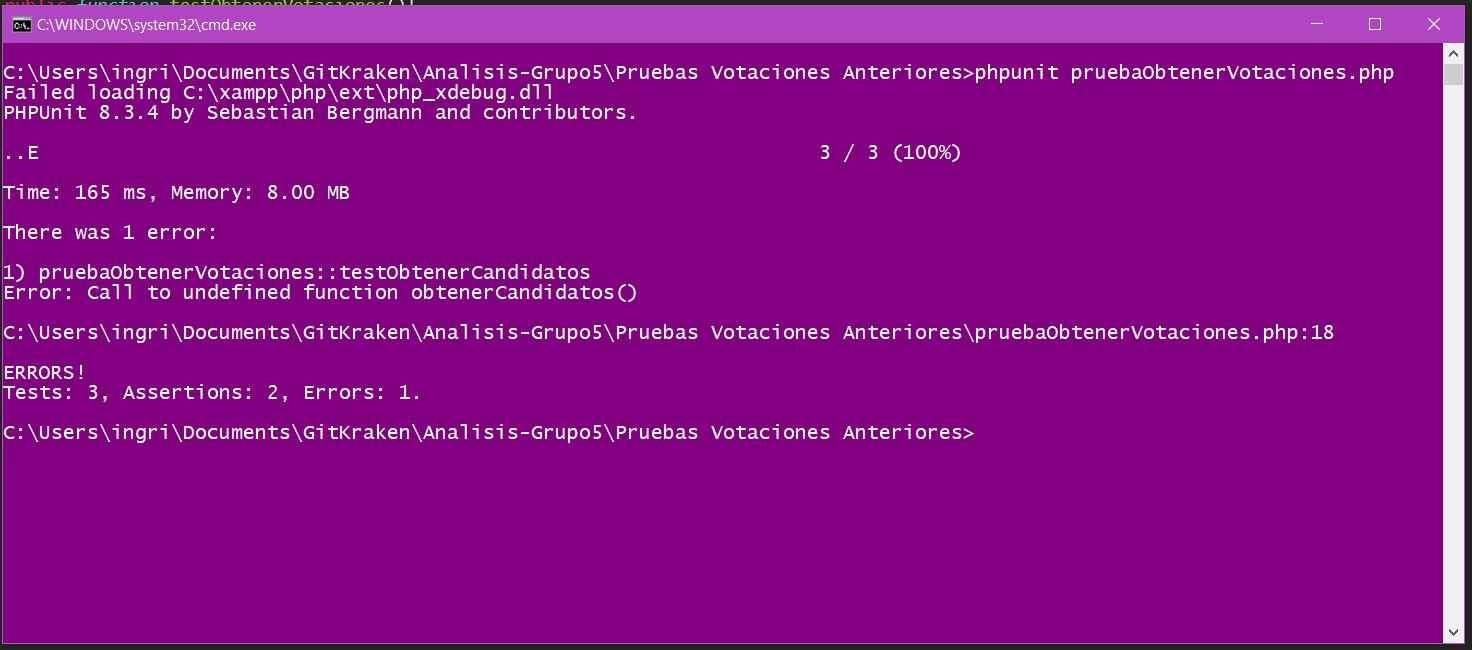 public function testObtenerVotaciones()
C:\WINDOWS\system32\cmd.exe
C:\Users\ingri\Documents\GitKraken\Analisis-Grupo5\Pruebas Votaciones Anteriores>phpunit pruebaObtenerVotaciones.php
Failed loading C:\xampp\php\ext\php_xdebug.dll
PHPUnit 8.3.4 by Sebastian Bergmann and contributors.
..E 3 / 3 (100%)
Time: 165 ms, Memory: 8.00 MB
There was 1 error:
1) pruebaObtenerVotaciones::testObtenerCandidatos
Error: Call to undefined function obtenerCandidatos()
C:\Users\ingri\Documents\GitKraken\Analisis-Grupo5\Pruebas Votaciones Anteriores\pruebaObtenerVotaciones.php:18
ERRORS!
Tests: 3, Assertions: 2, Errors: 1.
C:\Users\ingri\Documents\GitKraken\Analisis-Grupo5\Pruebas Votaciones Anteriores>